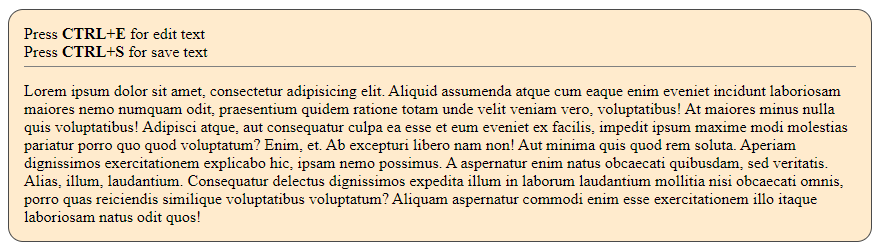 Press CTRL+E for edit text
Press CTRL+S for save text
Lorem ipsum dolor sit amet, consectetur adipisicing elit. Aliquid assumenda atque cum eaque enim eveniet incidunt laboriosam
maiores nemo numquam odit, praesentium quidem ratione totam unde velit veniam vero, voluptatibus! At maiores minus nulla
quis voluptatibus! Adipisci atque, aut consequatur culpa ea esse et eum eveniet ex facilis, impedit ipsum maxime modi molestias
pariatur porro quo quod voluptatum? Enim, et. Ab excepturi libero nam non! Aut minima quis quod rem soluta. Aperiam
dignissimos exercitationem explicabo hic, ipsam nemo possimus. A aspernatur enim natus obcaecati quibusdam, sed veritatis.
Alias, illum, laudantium. Consequatur delectus dignissimos expedita illum in laborum laudantium mollitia nisi obcaecati omnis,
porro quas reiciendis similique voluptatibus voluptatum? Aliquam aspernatur commodi enim esse exercitationem illo itaque
laboriosam natus odit quos!